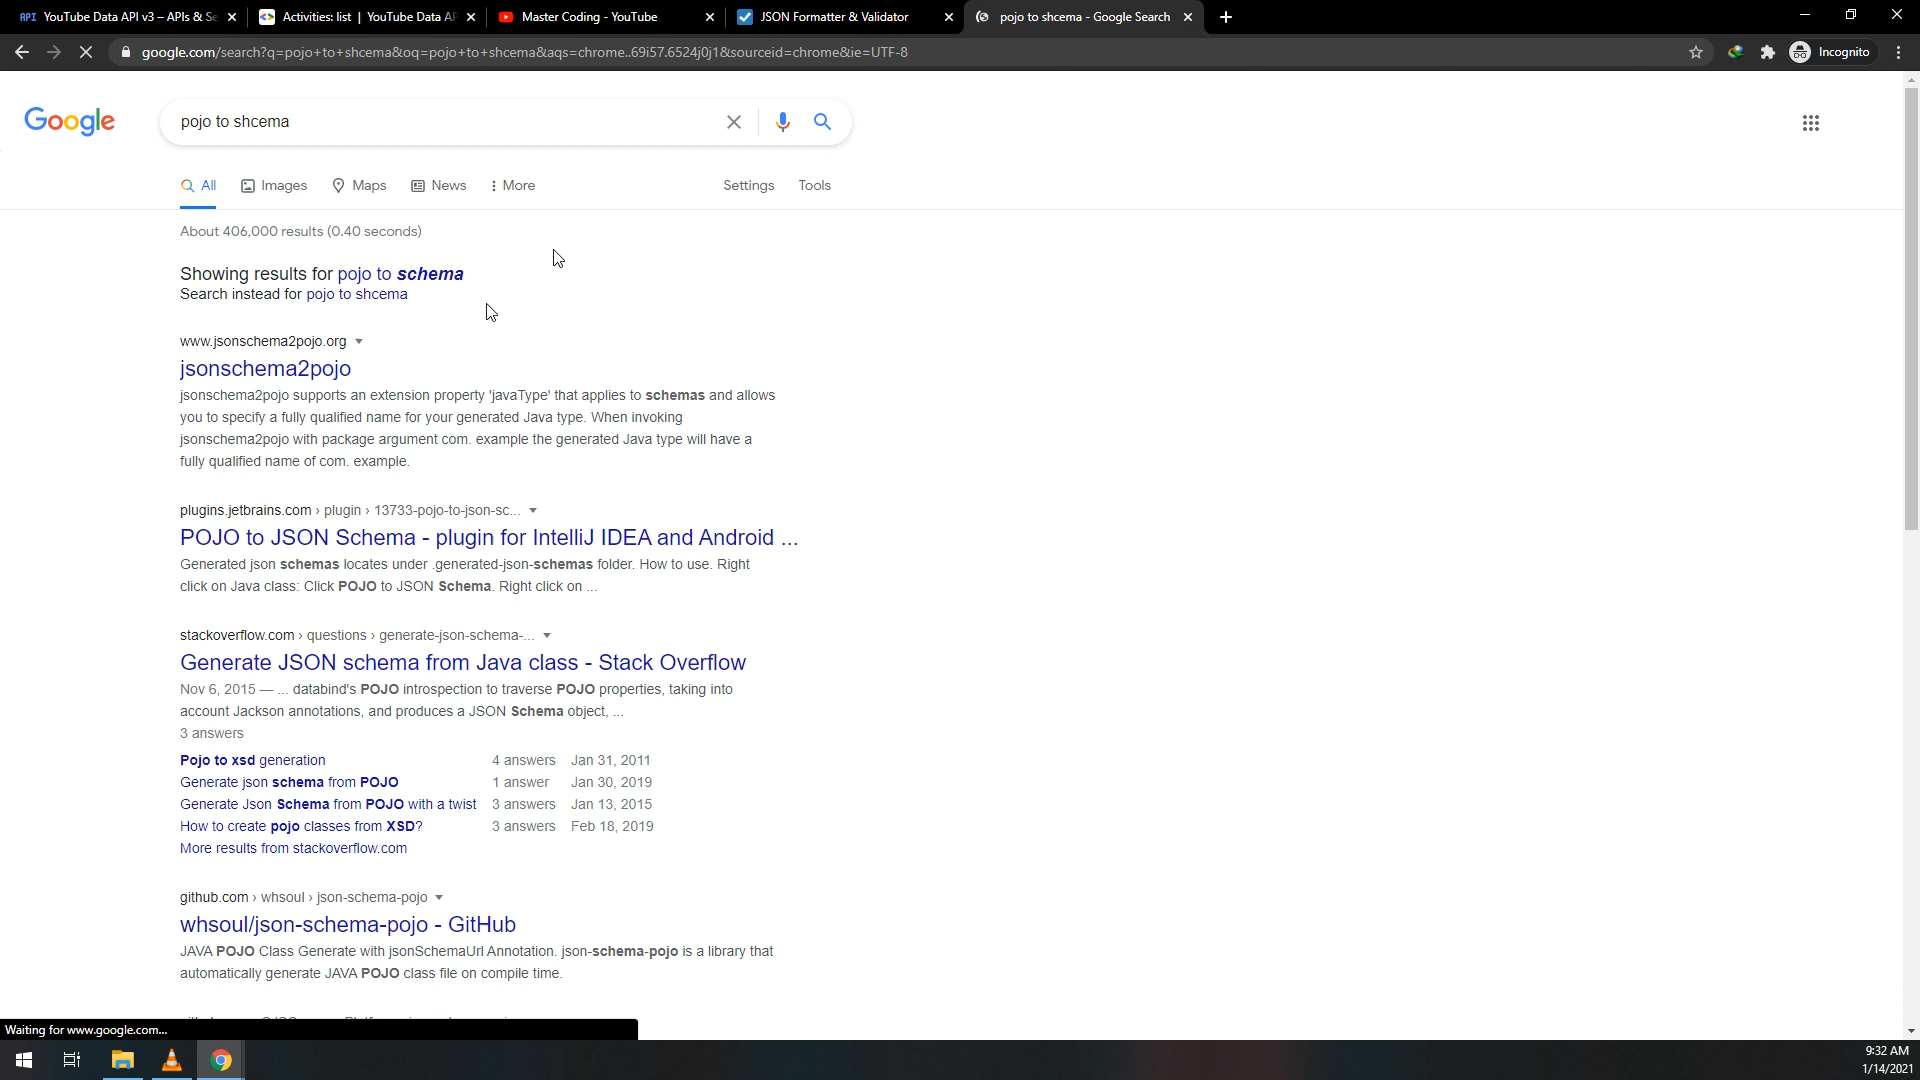 API YouTube Data API v3 – APIs & Se
Activities: list | YouTube Data AP
Master Coding - YouTube
JSON Formatter & Validator
pojo to shcema - Google Search
google.com/search?q=pojo+to+shcema&oq=pojo+to+shcema&aqs=chrome..69i57.6524j0j1&sourceid=chrome&ie=UTF-8
Incognito
Google
pojo to shcema
All
Images
Maps
News
More
Settings
Tools
About 406,000 results (0.40 seconds)
Showing results for pojo to schema
Search instead for pojo to shcema
www.jsonschema2pojo.org
jsonschema2pojo
jsonschema2pojo supports an extension property 'javaType' that applies to schemas and allows
you to specify a fully qualified name for your generated Java type. When invoking
jsonschema2pojo with package argument com. example the generated Java type will have a
fully qualified name of com. example.
plugins.jetbrains.com › plugin › 13733-pojo-to-json-sc...
POJO to JSON Schema - plugin for IntelliJ IDEA and Android ...
Generated json schemas locates under .generated-json-schemas folder. How to use. Right
click on Java class: Click POJO to JSON Schema. Right click on ...
stackoverflow.com › questions › generate-json-schema-...
Generate JSON schema from Java class - Stack Overflow
Nov 6, 2015 — ... databind's POJO introspection to traverse POJO properties, taking into
account Jackson annotations, and produces a JSON Schema object, ...
3 answers
Pojo to xsd generation 4 answers Jan 31, 2011
Generate json schema from POJO 1 answer Jan 30, 2019
Generate Json Schema from POJO with a twist 3 answers Jan 13, 2015
How to create pojo classes from XSD? 3 answers Feb 18, 2019
More results from stackoverflow.com
github.com › whsoul › json-schema-pojo
whsoul/json-schema-pojo - GitHub
JAVA POJO Class Generate with jsonSchemaUrl Annotation. json-schema-pojo is a library that
automatically generate JAVA POJO class file on compile time.
Waiting for www.google.com...
9:32 AM
1/14/2021